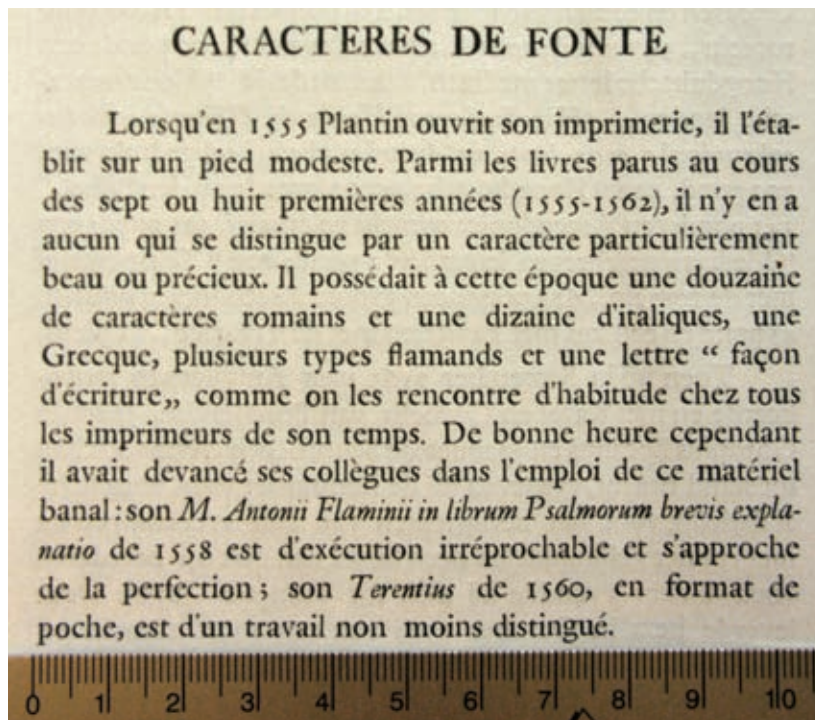 CARACTERES DE FONTE
Lorsqu'en 1555 Plantin ouvrit son imprimerie, il l'éta-
blit sur un pied modeste. Parmi les livres parus au cours
des sept ou huit premières années (1555-1562), il n'y en a
aucun qui se distingue par un caractère particulièrement
beau ou précieux. Il possédait à cette époque une douzaine
de caractères romains et une dizaine d'italiques, une
Grecque, plusieurs types flamands et une lettre “ façon
d'écriture,, comme on les rencontre d'habitude chez tous
les imprimeurs de son temps. De bonne heure cependant
il avait devancé ses collègues dans l'emploi de ce matériel
banal : son M. Antonii Flaminii in librum Psalmorum brevis expla-
natio de 1558 est d'exécution irréprochable et s'approche
de la perfection ; son Terentius de 1560, en format de
poche, est d'un travail non moins distingué.
0 1 2 3 4 5 6 7 8 9 10